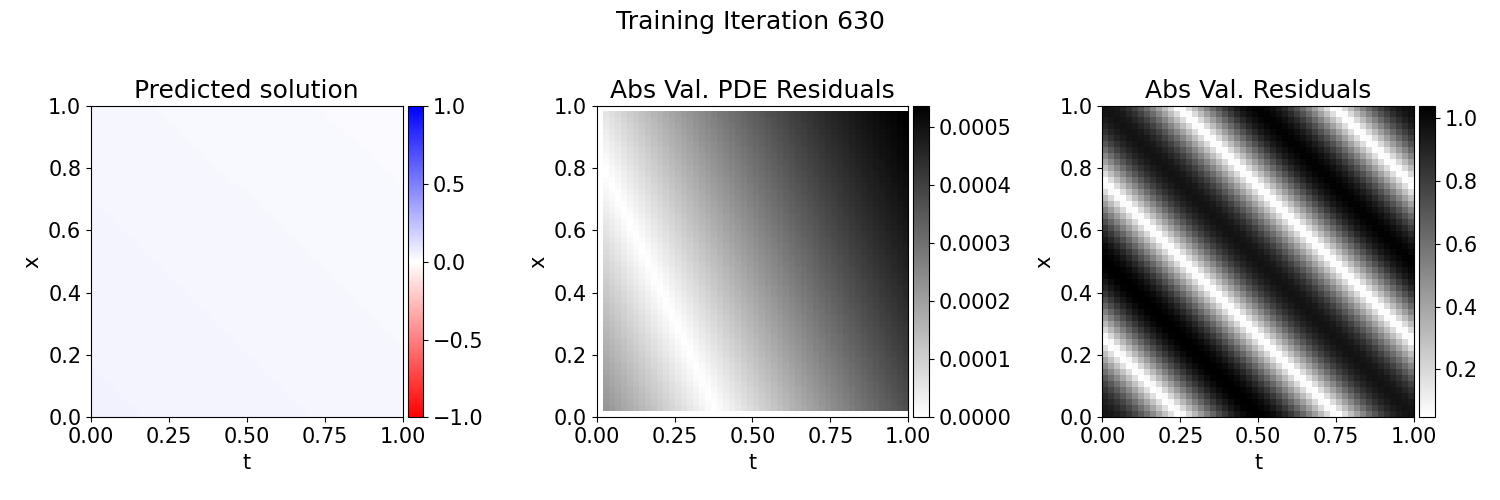 Training Iteration 630
Predicted solution
1.0
0.8
0.6
0.4
0.2
0.0
x
0.00 0.25 0.50 0.75 1.00
t
1.0
0.5
0.0
−0.5
−1.0
Abs Val. PDE Residuals
1.0
0.8
0.6
0.4
0.2
0.0
x
0.00 0.25 0.50 0.75 1.00
t
0.0005
0.0004
0.0003
0.0002
0.0001
0.0000
Abs Val. Residuals
1.0
0.8
0.6
0.4
0.2
0.0
x
0.00 0.25 0.50 0.75 1.00
t
1.0
0.8
0.6
0.4
0.2